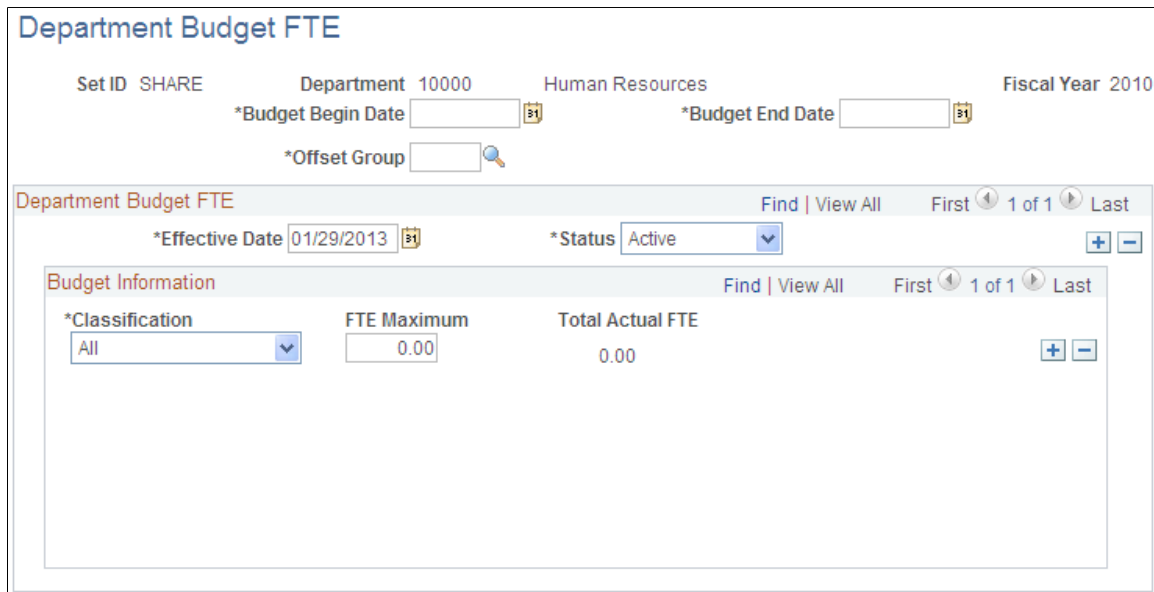 Department Budget FTE
Set ID SHARE Department 10000 Human Resources Fiscal Year 2010
*Budget Begin Date 31 *Budget End Date 31
*Offset Group
Department Budget FTE Find | View All First 1 of 1 Last
*Effective Date 01/29/2013 31 *Status Active + −
Budget Information Find | View All First 1 of 1 Last
*Classification FTE Maximum Total Actual FTE
All 0.00 0.00 + −